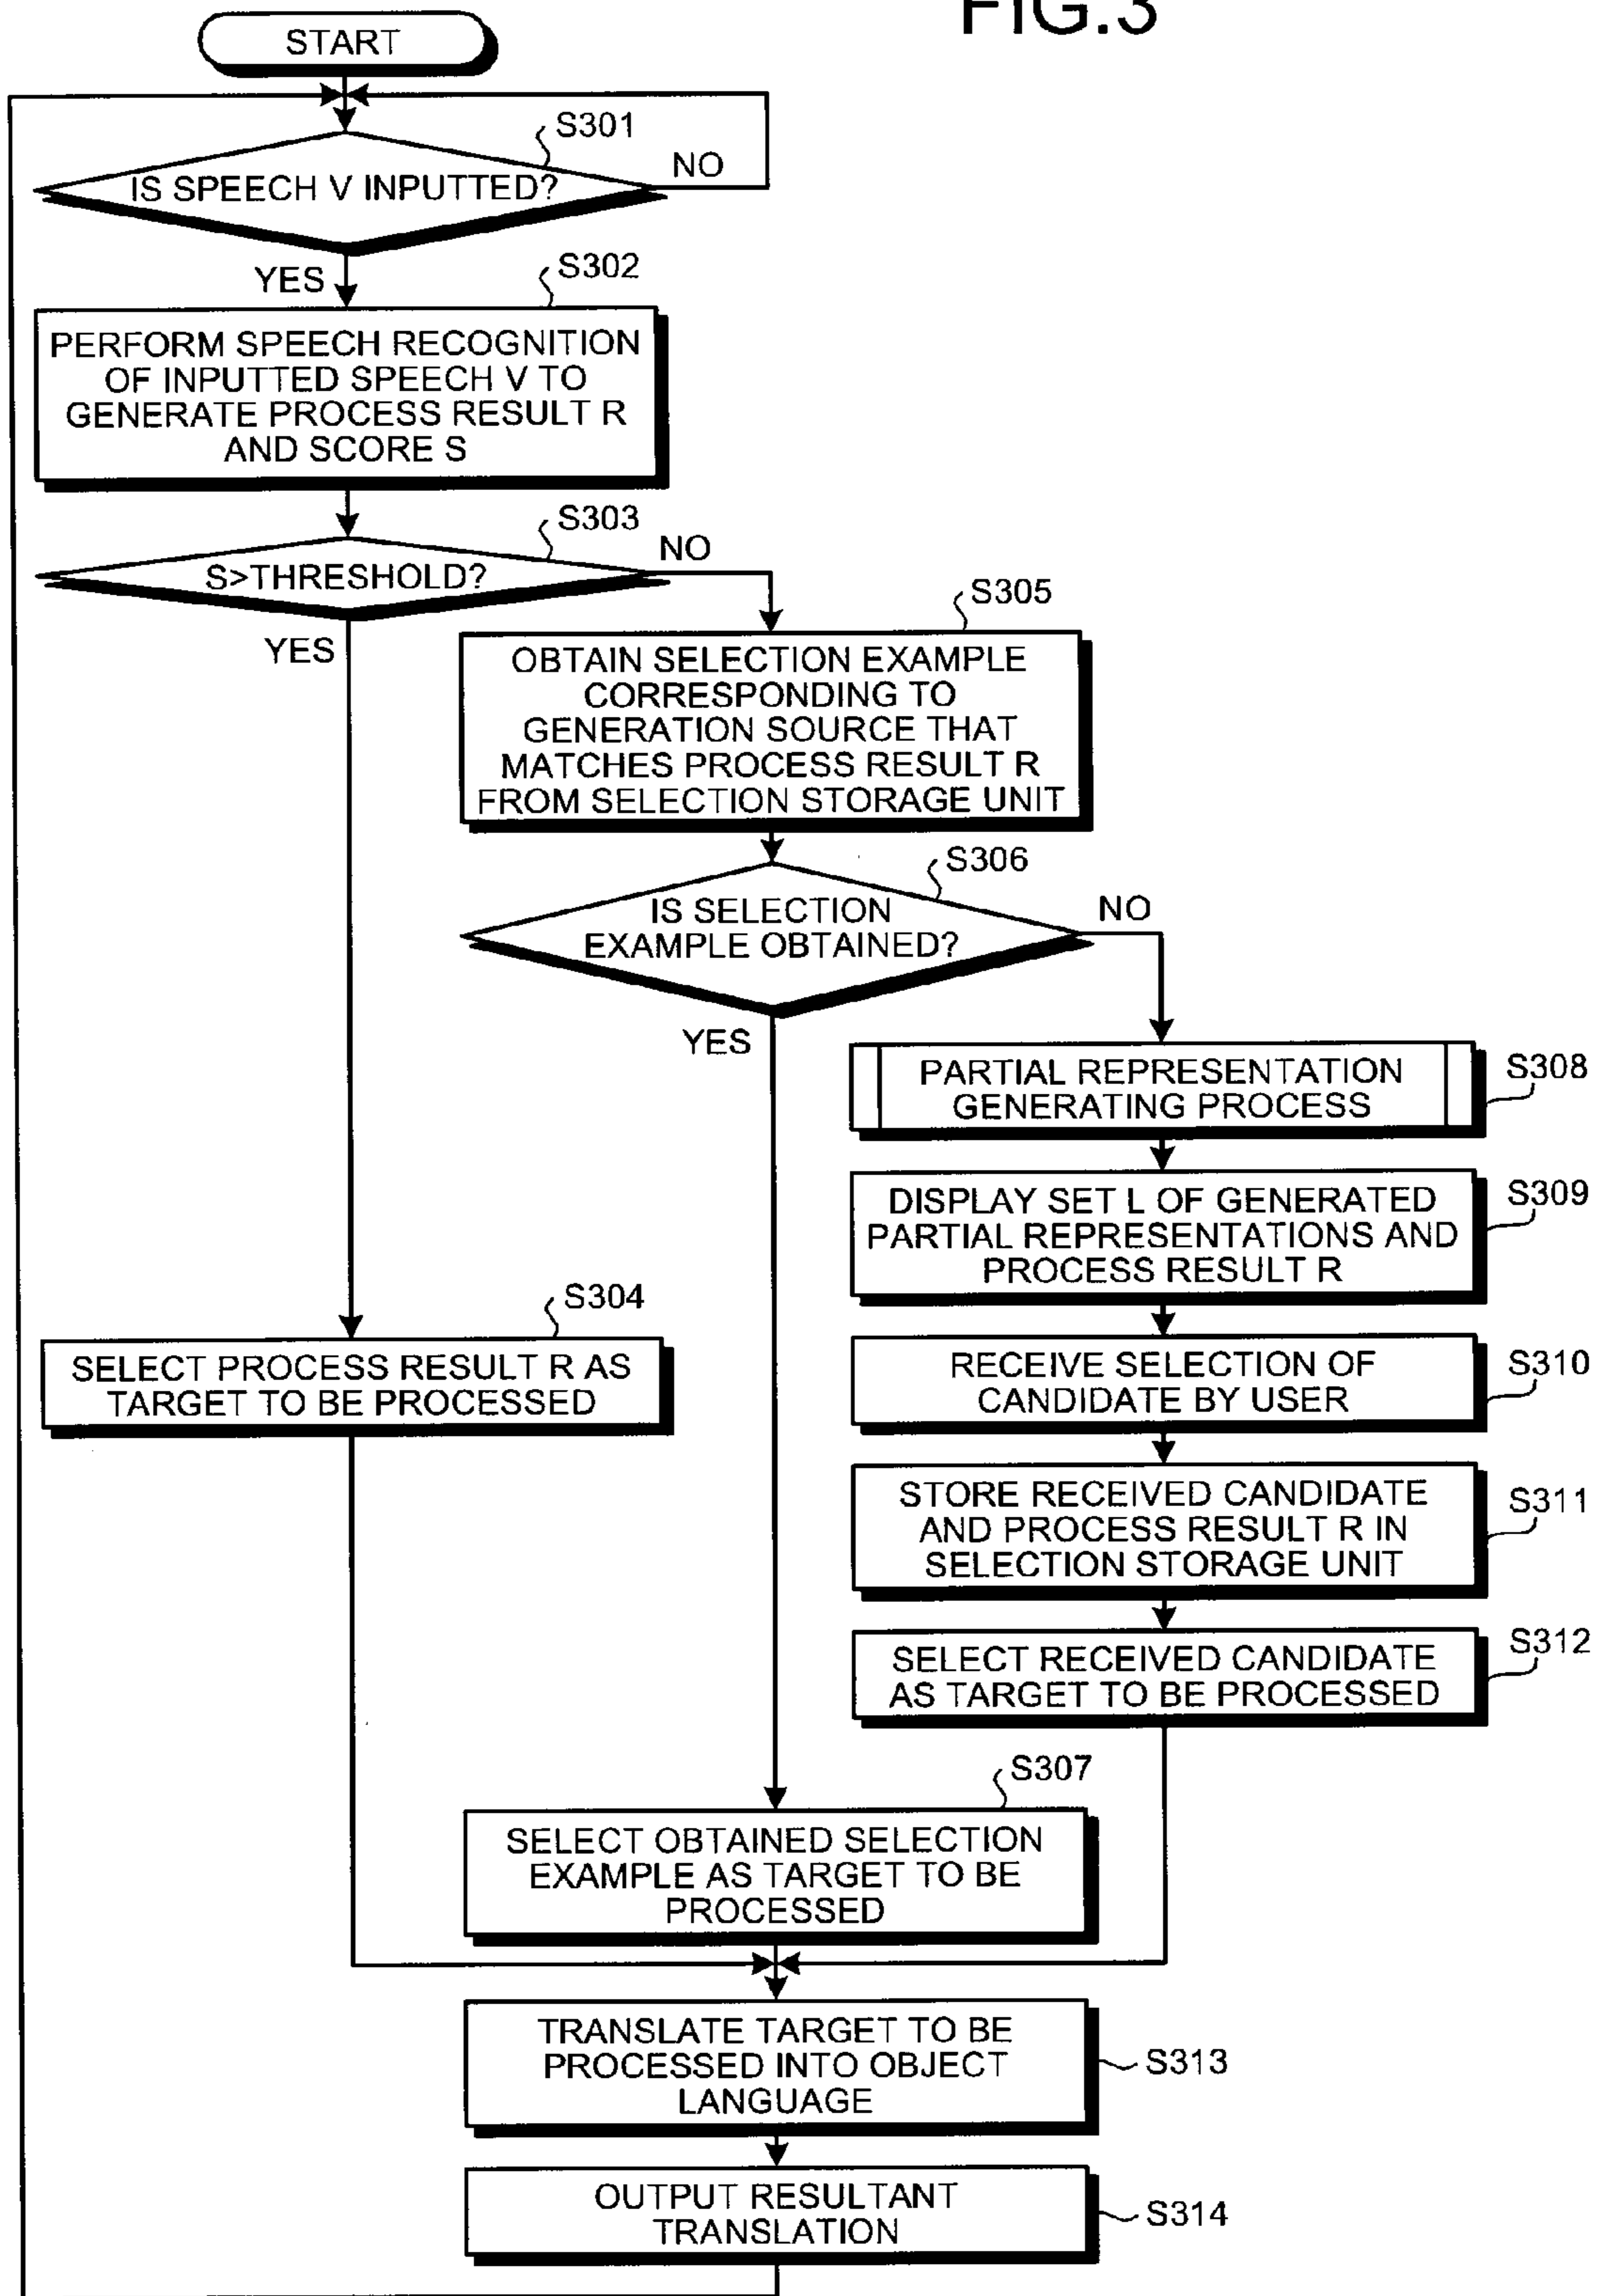 FIG.3
START
S301
IS SPEECH V INPUTTED?
NO
YES
S302
PERFORM SPEECH RECOGNITION
OF INPUTTED SPEECH V TO
GENERATE PROCESS RESULT R
AND SCORE S
S303
S>THRESHOLD?
NO
YES
S305
OBTAIN SELECTION EXAMPLE
CORRESPONDING TO
GENERATION SOURCE THAT
MATCHES PROCESS RESULT R
FROM SELECTION STORAGE UNIT
S306
IS SELECTION
EXAMPLE OBTAINED?
NO
YES
PARTIAL REPRESENTATION
GENERATING PROCESS
S308
DISPLAY SET L OF GENERATED
PARTIAL REPRESENTATIONS AND
PROCESS RESULT R
S309
S304
SELECT PROCESS RESULT R AS
TARGET TO BE PROCESSED
RECEIVE SELECTION OF
CANDIDATE BY USER
S310
STORE RECEIVED CANDIDATE
AND PROCESS RESULT R IN
SELECTION STORAGE UNIT
S311
SELECT RECEIVED CANDIDATE
AS TARGET TO BE PROCESSED
S312
S307
SELECT OBTAINED SELECTION
EXAMPLE AS TARGET TO BE
PROCESSED
TRANSLATE TARGET TO BE
PROCESSED INTO OBJECT
LANGUAGE
S313
OUTPUT RESULTANT
TRANSLATION
S314